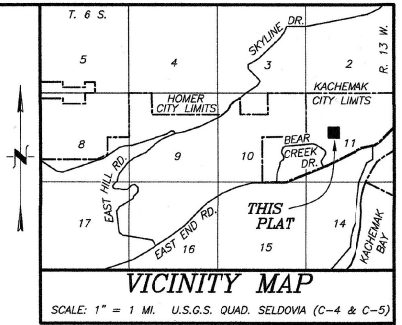 T. 6 S.
SKYLINE DR.
R. 13 W.
5
4
3
2
HOMER
CITY LIMITS
KACHEMAK
CITY LIMITS
8
9
10
BEAR
CREEK
DR.
11
EAST HILL RD.
THIS
PLAT
17
EAST END RD.
16
15
14
KACHEMAK
BAY
N
VICINITY MAP
SCALE: 1" = 1 MI. U.S.G.S. QUAD. SELDOVIA (C-4 & C-5)